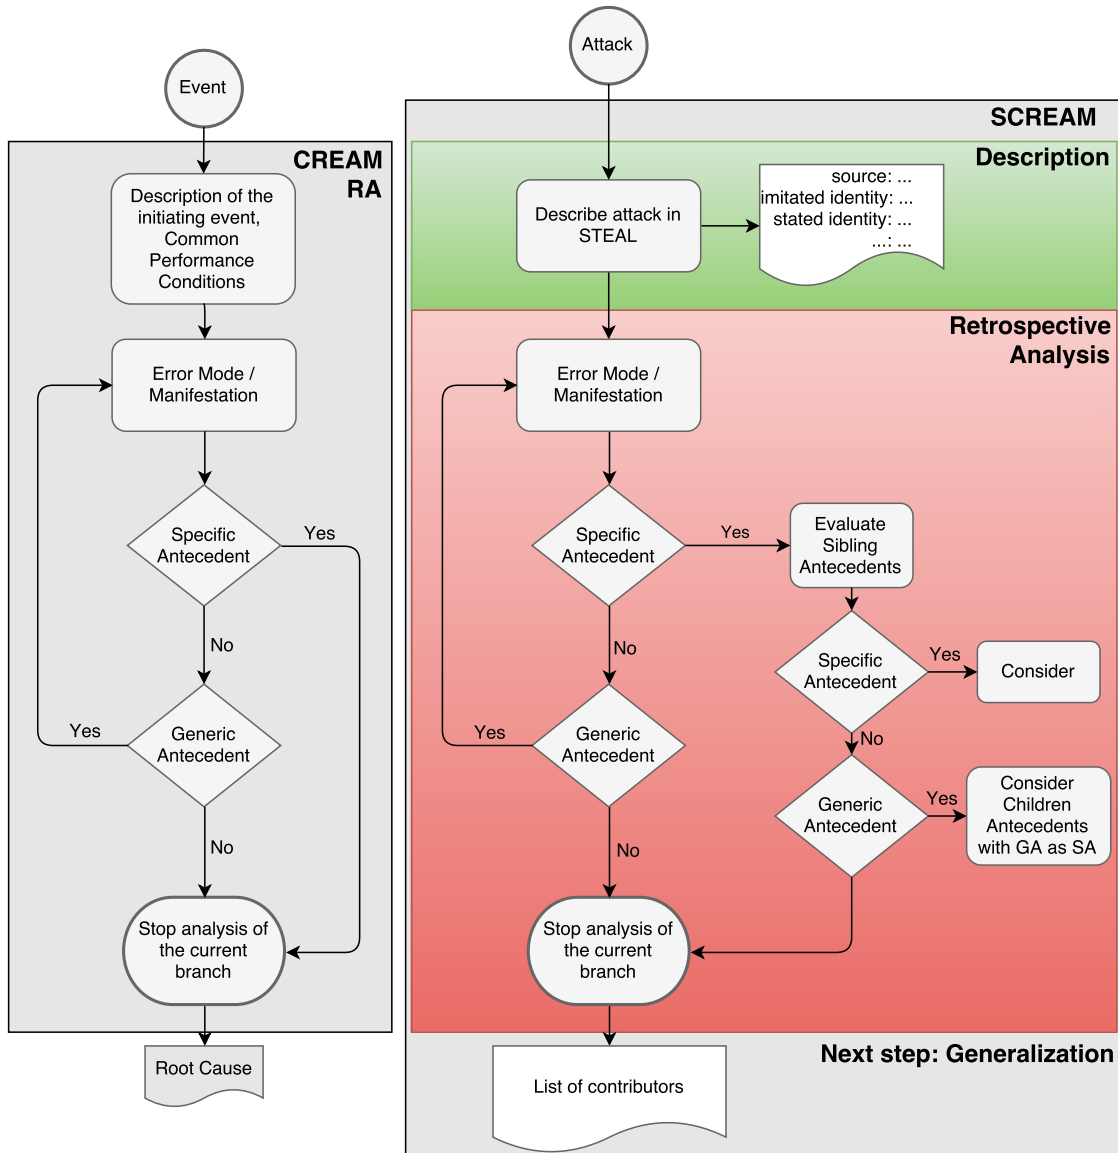 Event
CREAM
RA
Description of the
initiating event,
Common
Performance
Conditions
Error Mode /
Manifestation
Specific
Antecedent
Yes
No
Generic
Antecedent
Yes
No
Stop analysis of
the current
branch
Root Cause
Attack
SCREAM
Description
Describe attack in
STEAL
source: ...
imitated identity: ...
stated identity: ...
...: ...
Retrospective
Analysis
Error Mode /
Manifestation
Specific
Antecedent
Yes
Evaluate
Sibling
Antecedents
No
Specific
Antecedent
Yes
Consider
No
Generic
Antecedent
Yes
No
Generic
Antecedent
Yes
Consider
Children
Antecedents
with GA as SA
Stop analysis of
the current
branch
Next step: Generalization
List of contributors